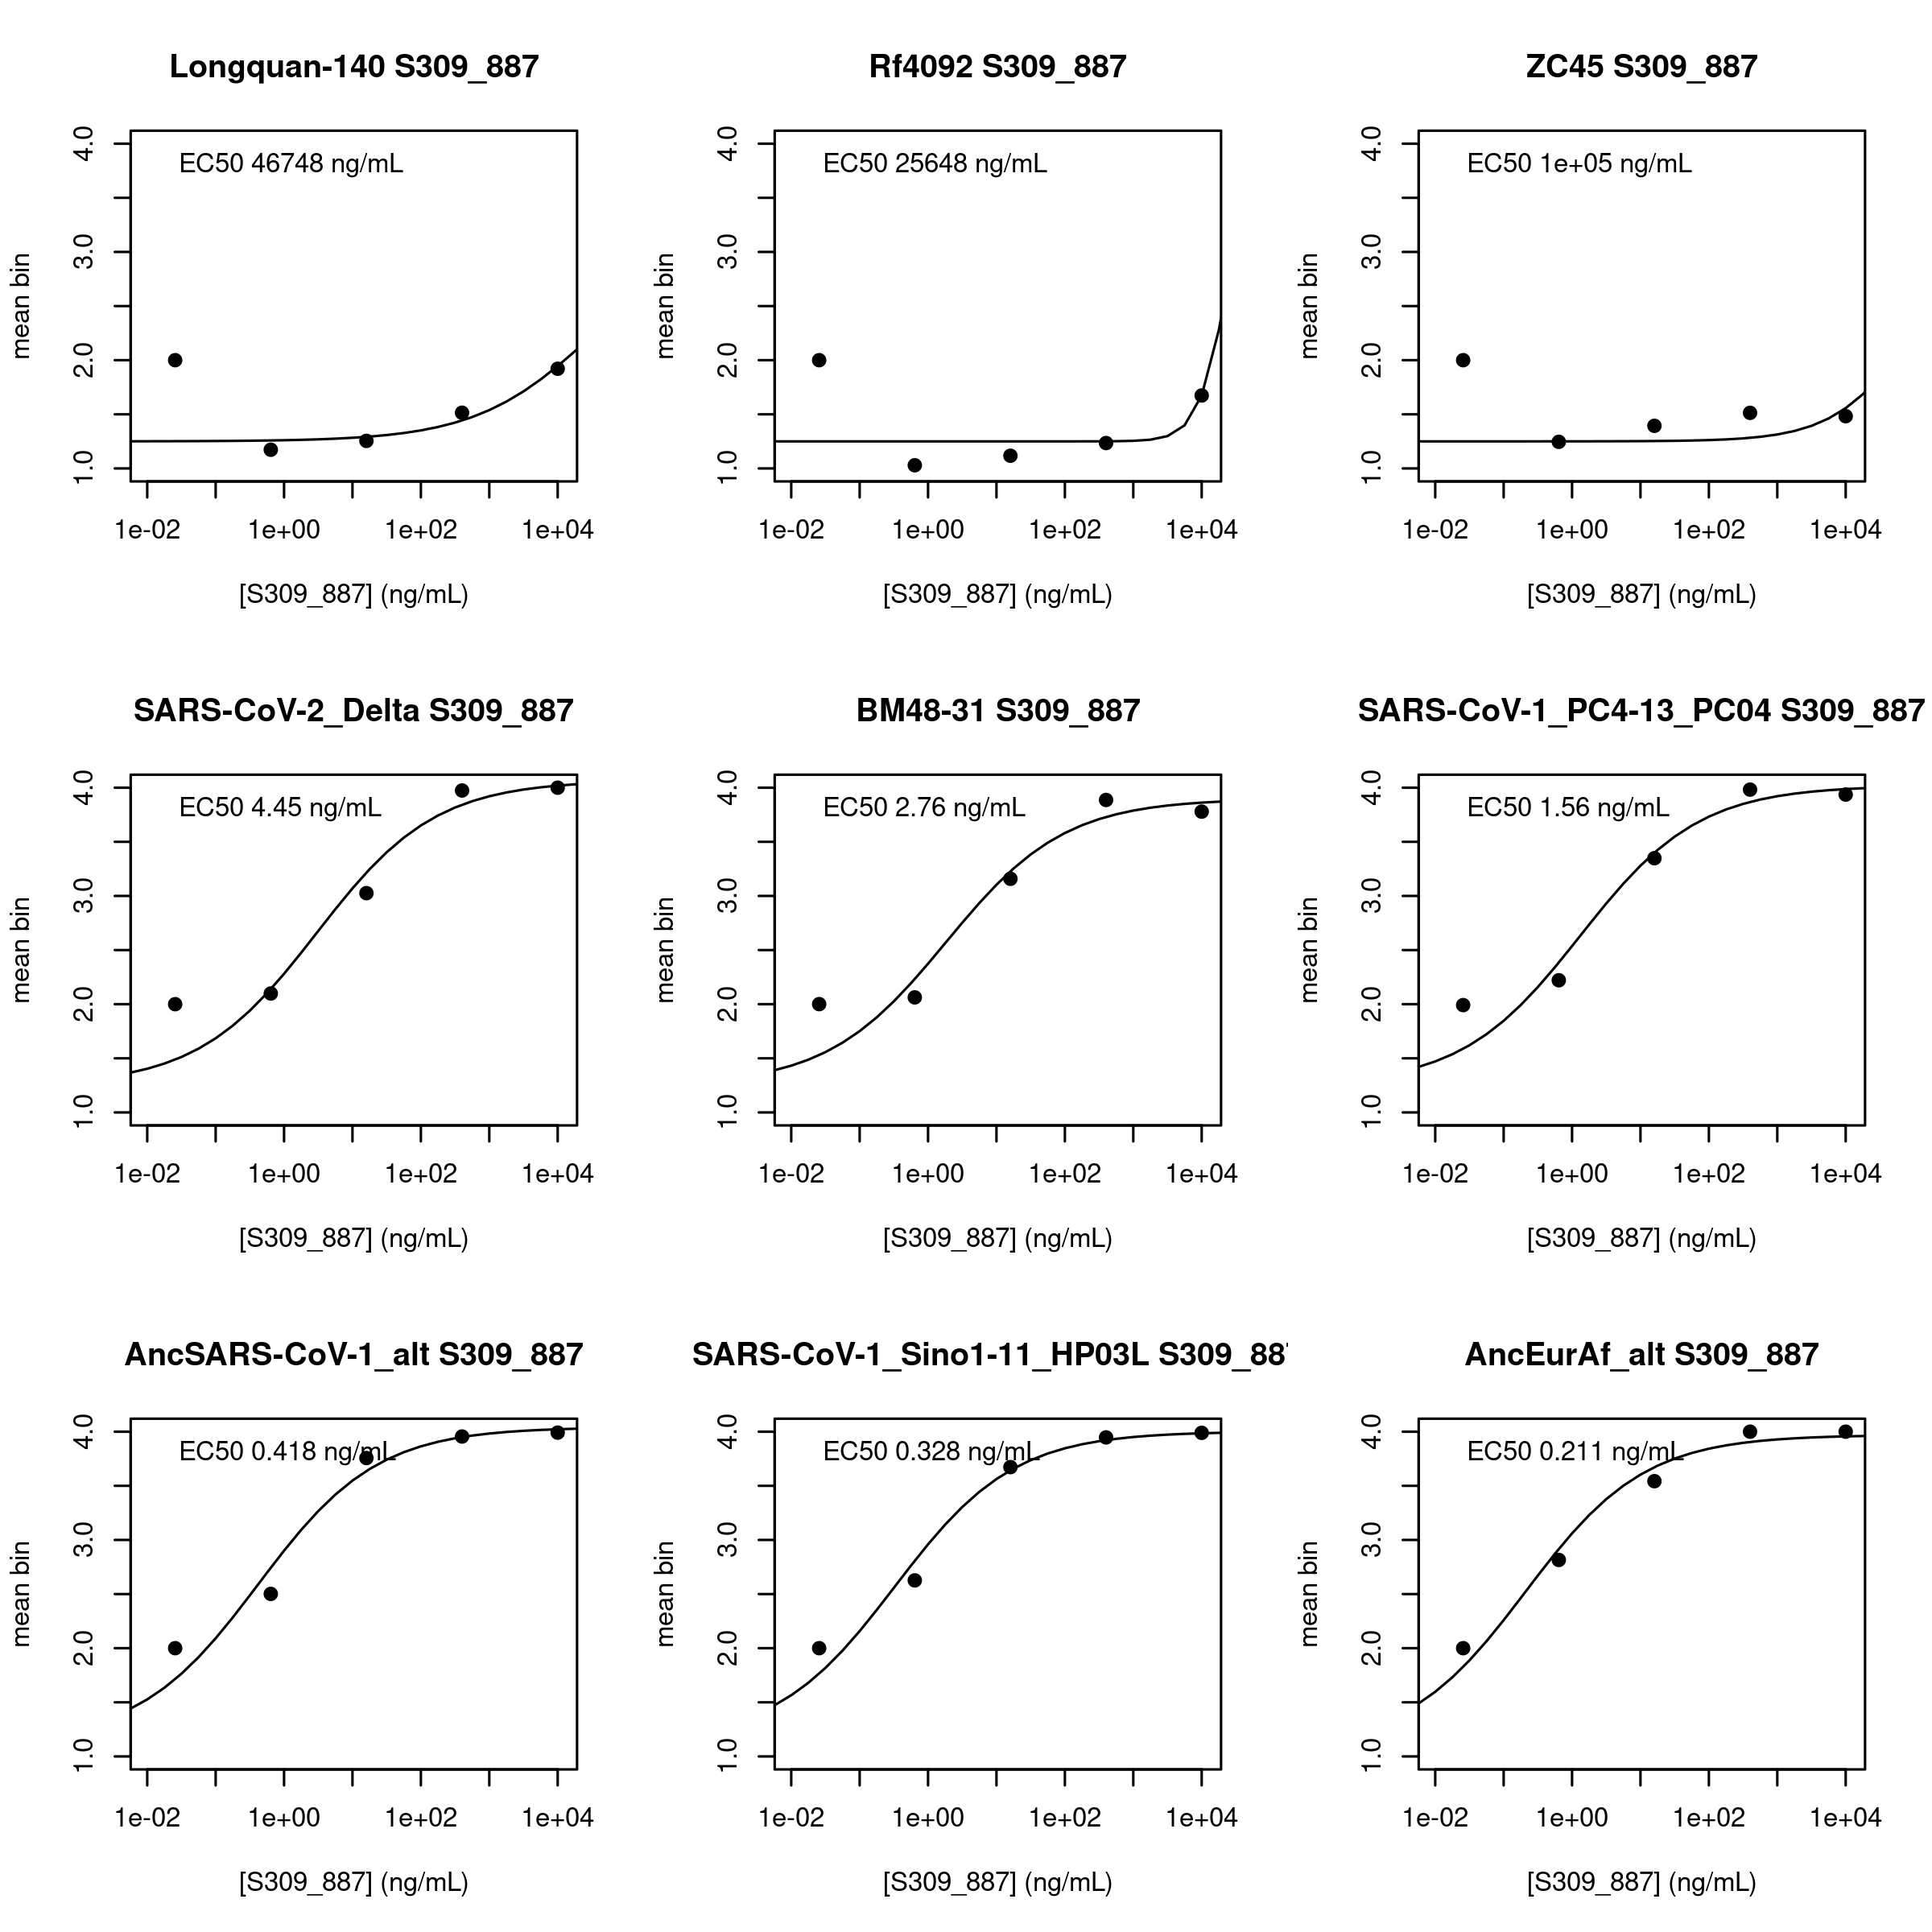 Longquan-140 S309_887
EC50 46748 ng/mL
mean bin
4.0
3.0
2.0
1.0
1e-02 1e+00 1e+02 1e+04
[S309_887] (ng/mL)
Rf4092 S309_887
EC50 25648 ng/mL
mean bin
4.0
3.0
2.0
1.0
1e-02 1e+00 1e+02 1e+04
[S309_887] (ng/mL)
ZC45 S309_887
EC50 1e+05 ng/mL
mean bin
4.0
3.0
2.0
1.0
1e-02 1e+00 1e+02 1e+04
[S309_887] (ng/mL)
SARS-CoV-2_Delta S309_887
EC50 4.45 ng/mL
mean bin
4.0
3.0
2.0
1.0
1e-02 1e+00 1e+02 1e+04
[S309_887] (ng/mL)
BM48-31 S309_887
EC50 2.76 ng/mL
mean bin
4.0
3.0
2.0
1.0
1e-02 1e+00 1e+02 1e+04
[S309_887] (ng/mL)
SARS-CoV-1_PC4-13_PC04 S309_887
EC50 1.56 ng/mL
mean bin
4.0
3.0
2.0
1.0
1e-02 1e+00 1e+02 1e+04
[S309_887] (ng/mL)
AncSARS-CoV-1_alt S309_887
EC50 0.418 ng/mL
mean bin
4.0
3.0
2.0
1.0
1e-02 1e+00 1e+02 1e+04
[S309_887] (ng/mL)
SARS-CoV-1_Sino1-11_HP03L S309_88
EC50 0.328 ng/mL
mean bin
4.0
3.0
2.0
1.0
1e-02 1e+00 1e+02 1e+04
[S309_887] (ng/mL)
AncEurAf_alt S309_887
EC50 0.211 ng/mL
mean bin
4.0
3.0
2.0
1.0
1e-02 1e+00 1e+02 1e+04
[S309_887] (ng/mL)